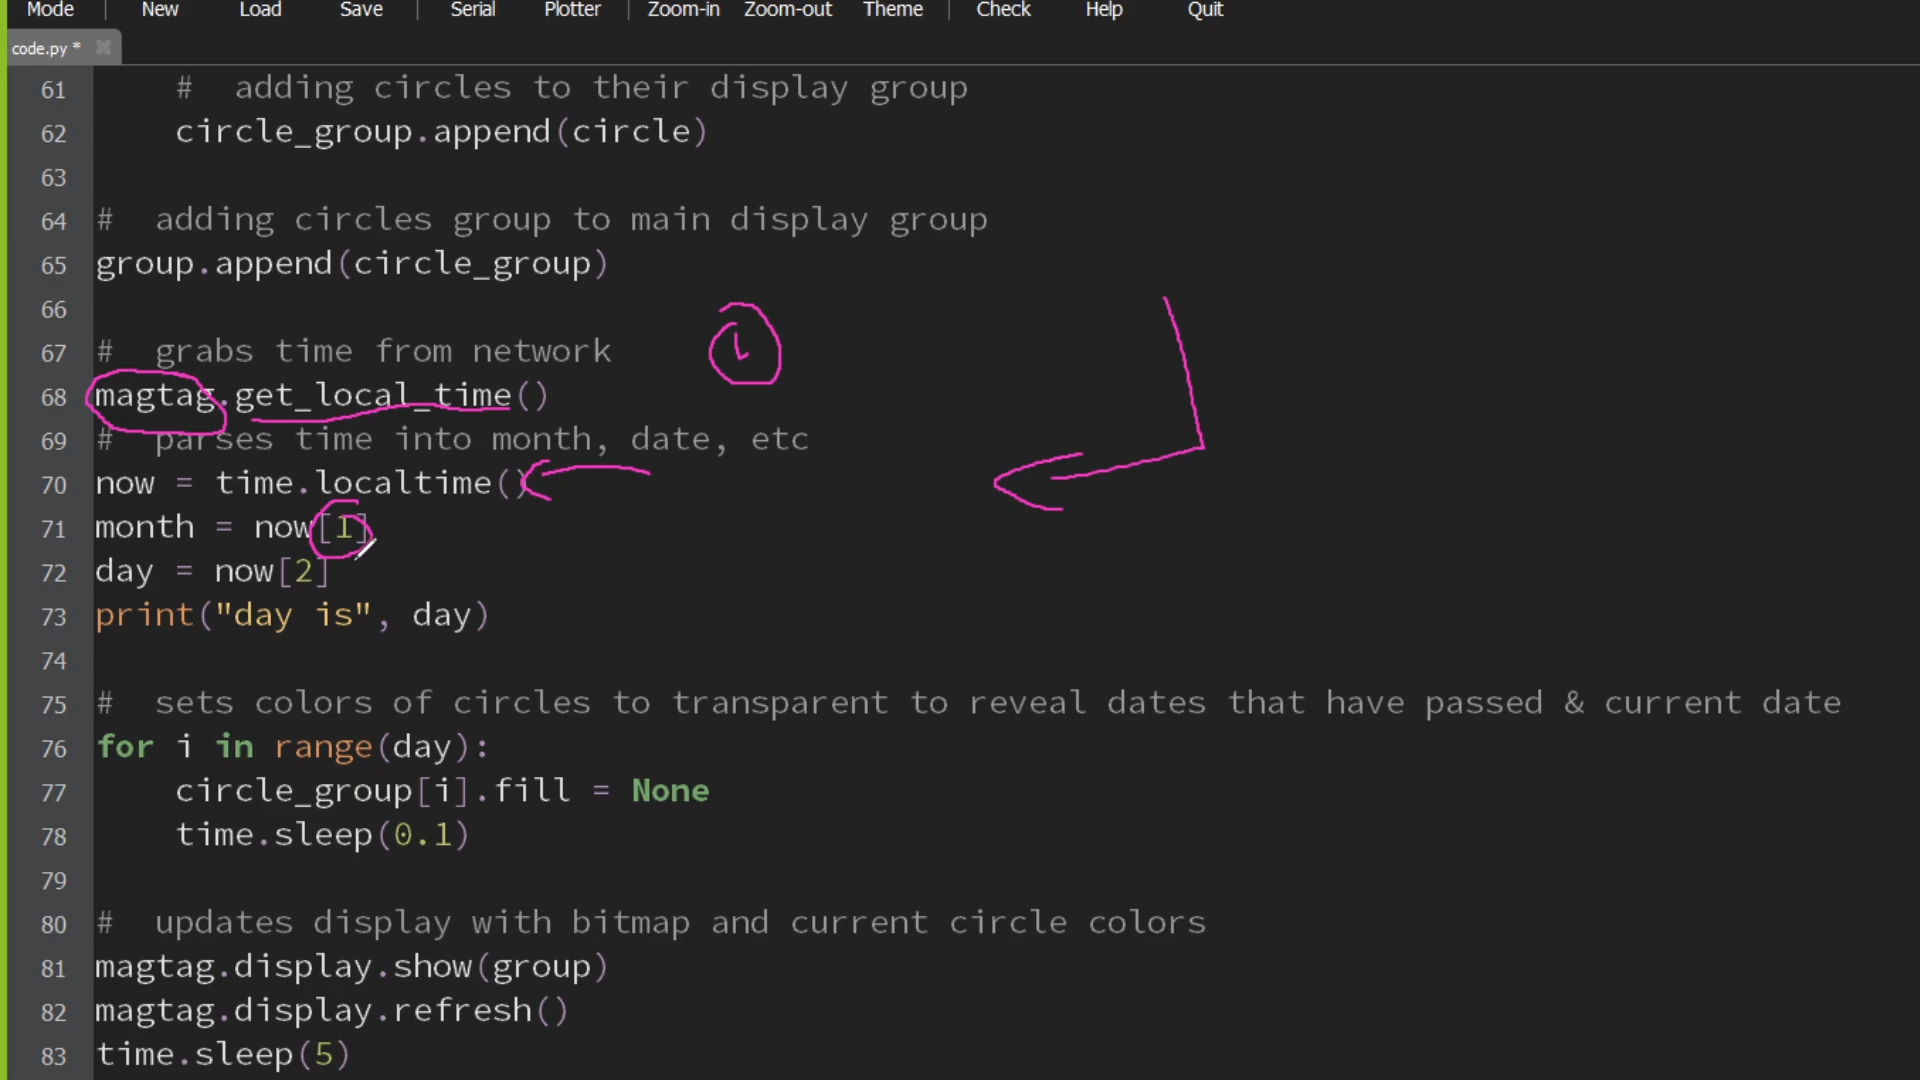 Mode New Load Save Serial Plotter Zoom-in Zoom-out Theme Check Help Quit
code.py *
61 # adding circles to their display group
62 circle_group.append(circle)
63
64 # adding circles group to main display group
65 group.append(circle_group)
66
67 # grabs time from network
68 magtag.get_local_time()
69 # parses time into month, date, etc
70 now = time.localtime()
71 month = now[1]
72 day = now[2]
73 print("day is", day)
74
75 # sets colors of circles to transparent to reveal dates that have passed & current date
76 for i in range(day):
77 circle_group[i].fill = None
78 time.sleep(0.1)
79
80 # updates display with bitmap and current circle colors
81 magtag.display.show(group)
82 magtag.display.refresh()
83 time.sleep(5)